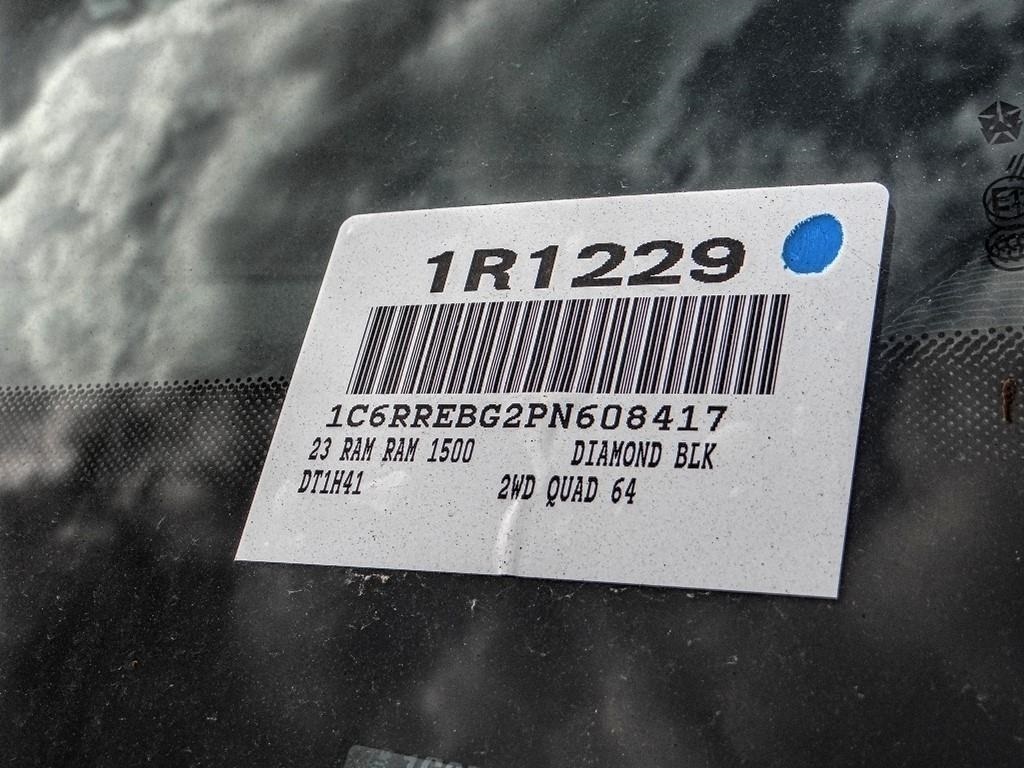 1R1229
1C6RREBG2PN608417
23 RAM RAM 1500 DIAMOND BLK
DT1H41 2WD QUAD 64